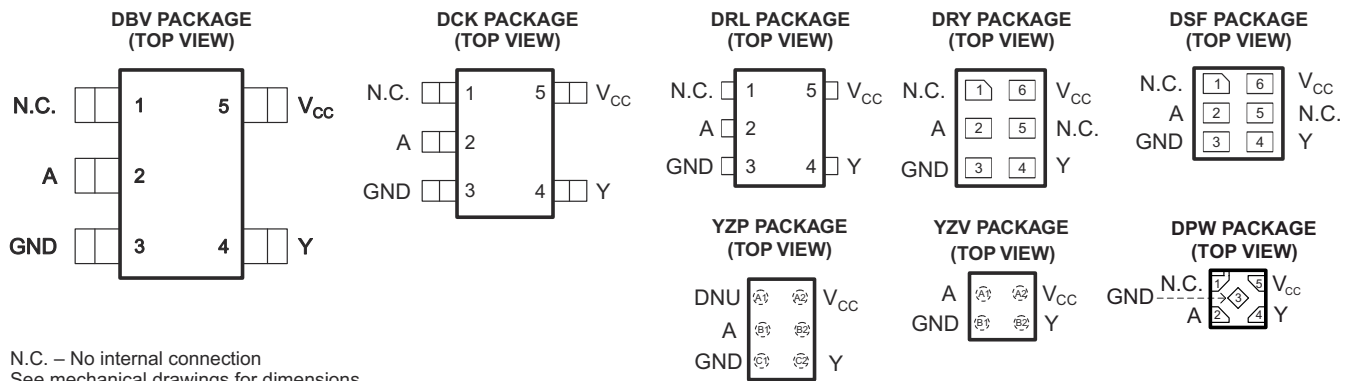 DBV PACKAGE
(TOP VIEW)
N.C. 1 5 VCC
A 2
GND 3 4 Y
DCK PACKAGE
(TOP VIEW)
N.C. 1 5 VCC
A 2
GND 3 4 Y
DRL PACKAGE
(TOP VIEW)
N.C. 1 5 VCC
A 2
GND 3 4 Y
DRY PACKAGE
(TOP VIEW)
N.C. 1 6 VCC
A 2 5 N.C.
GND 3 4 Y
DSF PACKAGE
(TOP VIEW)
N.C. 1 6 VCC
A 2 5 N.C.
GND 3 4 Y
YZP PACKAGE
(TOP VIEW)
DNU A1 A2 VCC
A B1 B2
GND C1 C2 Y
YZV PACKAGE
(TOP VIEW)
A A1 A2 VCC
GND B1 B2 Y
DPW PACKAGE
(TOP VIEW)
N.C. 1 5 VCC
GND 3
A 2 4 Y
N.C. – No internal connection
See mechanical drawings for dimensions